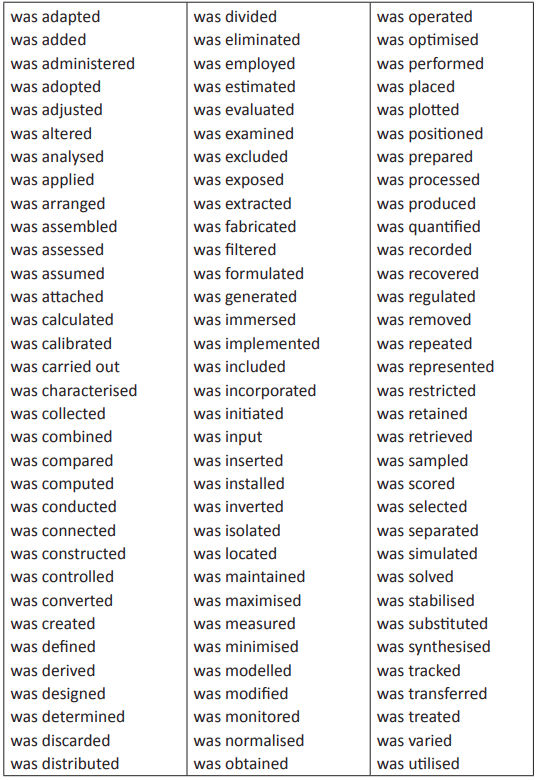 was adapted
was added
was administered
was adopted
was adjusted
was altered
was analysed
was applied
was arranged
was assembled
was assessed
was assumed
was attached
was calculated
was calibrated
was carried out
was characterised
was collected
was combined
was compared
was computed
was conducted
was connected
was constructed
was controlled
was converted
was created
was defined
was derived
was designed
was determined
was discarded
was distributed
was divided
was eliminated
was employed
was estimated
was evaluated
was examined
was excluded
was exposed
was extracted
was fabricated
was filtered
was formulated
was generated
was immersed
was implemented
was included
was incorporated
was initiated
was input
was inserted
was installed
was inverted
was isolated
was located
was maintained
was maximised
was measured
was minimised
was modelled
was modified
was monitored
was normalised
was obtained
was operated
was optimised
was performed
was placed
was plotted
was positioned
was prepared
was processed
was produced
was quantified
was recorded
was recovered
was regulated
was removed
was repeated
was represented
was restricted
was retained
was retrieved
was sampled
was scored
was selected
was separated
was simulated
was solved
was stabilised
was substituted
was synthesised
was tracked
was transferred
was treated
was varied
was utilised